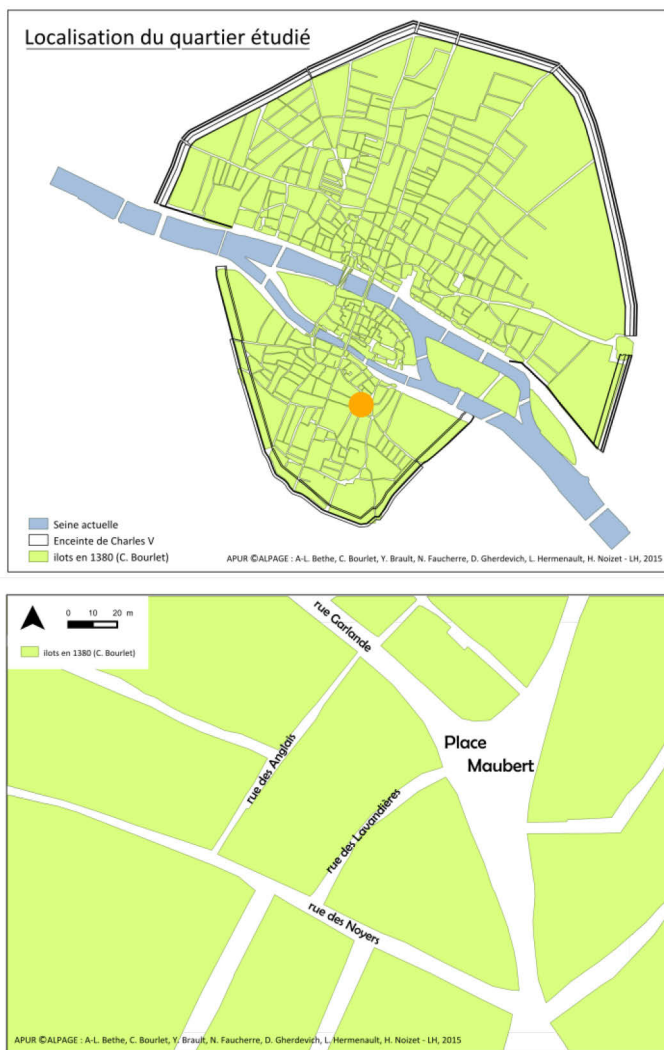 Localisation du quartier étudié
Seine actuelle
Enceinte de Charles V
ilots en 1380 (C. Bourlet)
APUR ©ALPAGE : A-L. Bethe, C. Bourlet, Y. Brault, N. Faucherre, D. Gherdevich, L. Hermenault, H. Noizet - LH, 2015
0 10 20 m
ilots en 1380 (C. Bourlet)
rue Garlande
rue des Anglais
Place
Maubert
rue des Lavandières
rue des Noyers
APUR ©ALPAGE : A-L. Bethe, C. Bourlet, Y. Brault, N. Faucherre, D. Gherdevich, L. Hermenault, H. Noizet - LH, 2015